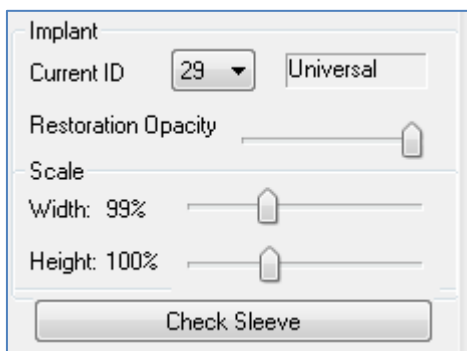 Implant
Current ID 29 Universal
Restoration Opacity
Scale
Width: 99%
Height: 100%
Check Sleeve